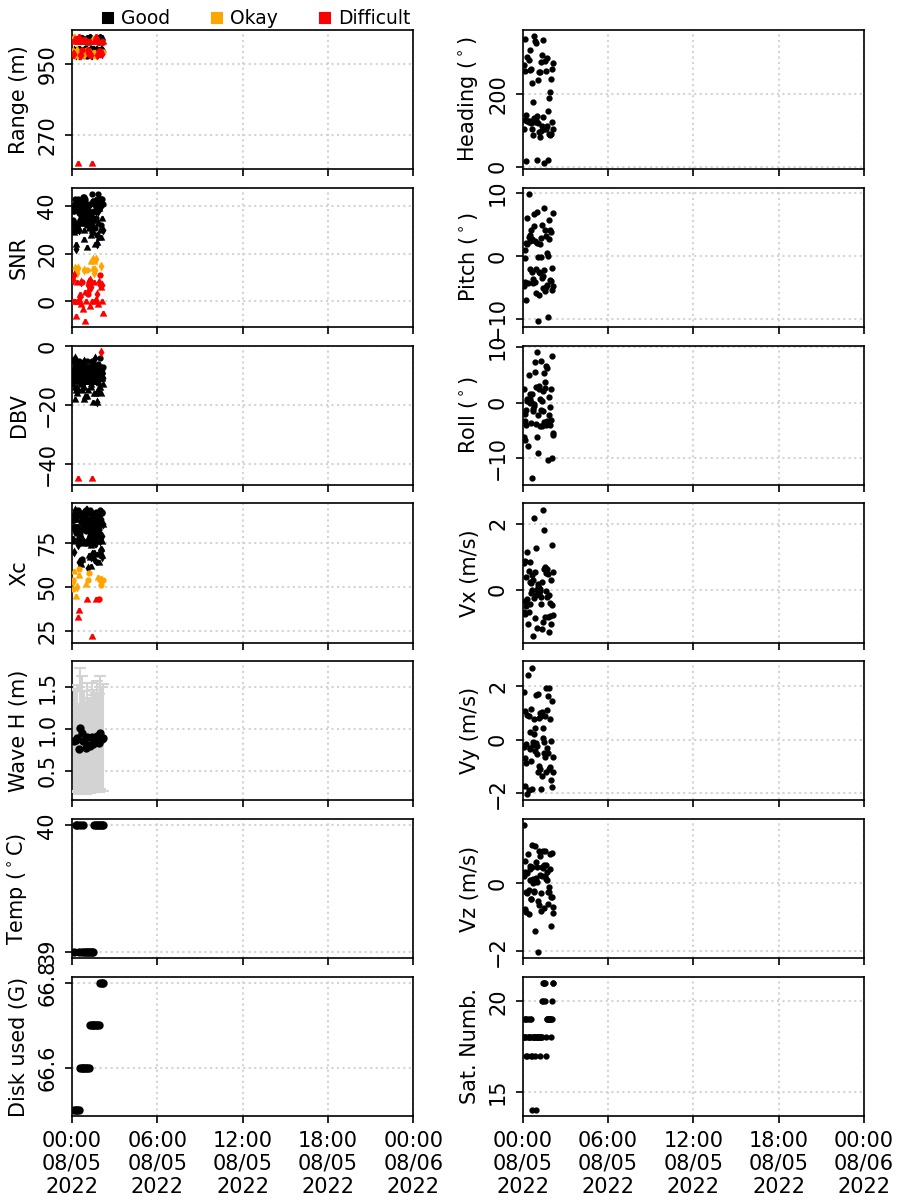 Good Okay Difficult
Range (m)
950
270
Heading (°)
200
0
SNR
40
20
0
Pitch (°)
10
0
−10
DBV
0
−20
−40
Roll (°)
10
0
−10
Xc
75
50
25
Vx (m/s)
2
0
Wave H (m)
1.5
1.0
0.5
Vy (m/s)
2
0
−2
Temp (°C)
40
39
Vz (m/s)
0
−2
Disk used (G)
66.8
66.6
Sat. Numb.
20
15
00:00 06:00 12:00 18:00 00:00
08/05 08/05 08/05 08/05 08/06
2022 2022 2022 2022 2022
00:00 06:00 12:00 18:00 00:00
08/05 08/05 08/05 08/05 08/06
2022 2022 2022 2022 2022